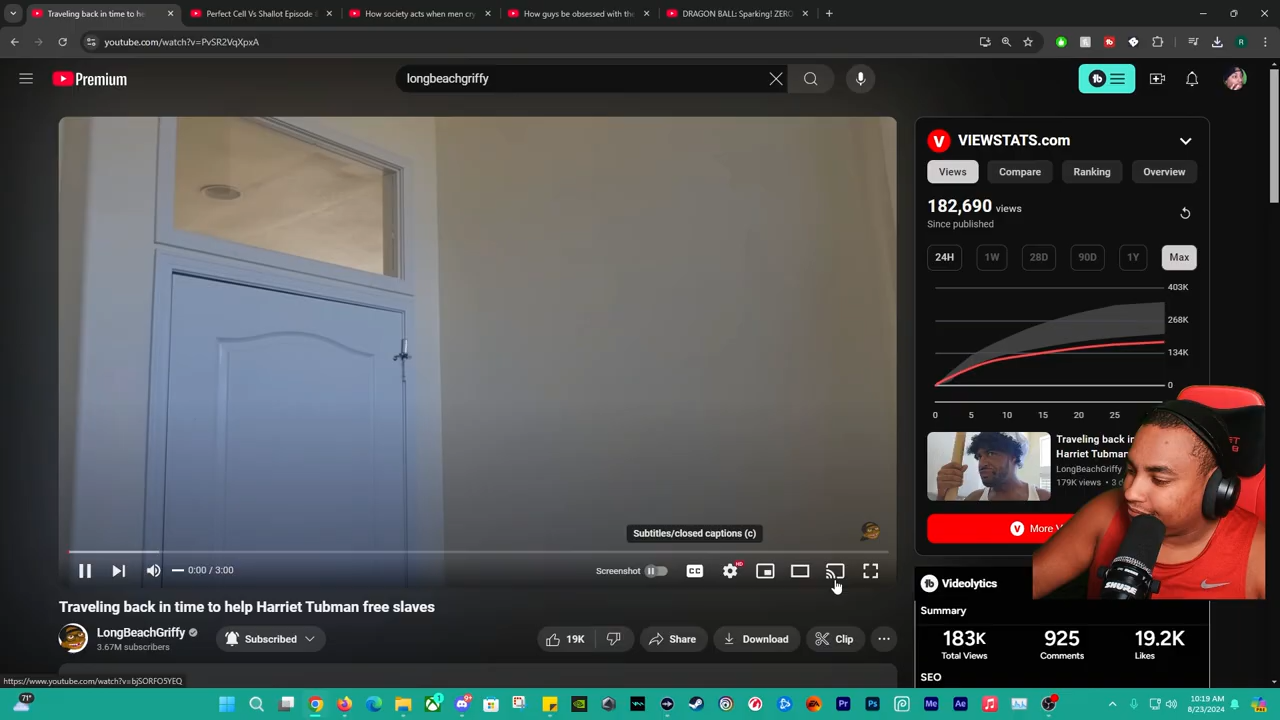 Traveling back in time to he
Perfect Cell Vs Shallot Episode
How society acts when men cry
How guys be obsessed with the
DRAGON BALL: Sparking! ZERO
youtube.com/watch?v=PvSR2VqXpxA
R
Premium
longbeachgriffy
VIEWSTATS.com
Views
Compare
Ranking
Overview
182,690 views
Since published
24H
1W
28D
90D
1Y
Max
403K
268K
134K
0
0
5
10
15
20
25
Traveling back in
Harriet Tubman
LongBeachGriffy
179K views • 3 d
More V
Subtitles/closed captions (c)
0:00 / 3:00
Screenshot
CC
HD
Traveling back in time to help Harriet Tubman free slaves
LongBeachGriffy
3.67M subscribers
Subscribed
19K
Share
Download
Clip
Videolytics
Summary
183K
925
19.2K
Total Views
Comments
Likes
SEO
SHURE
https://www.youtube.com/watch?v=bjSORFO5YEQ
71°
10:19 AM
8/23/2024